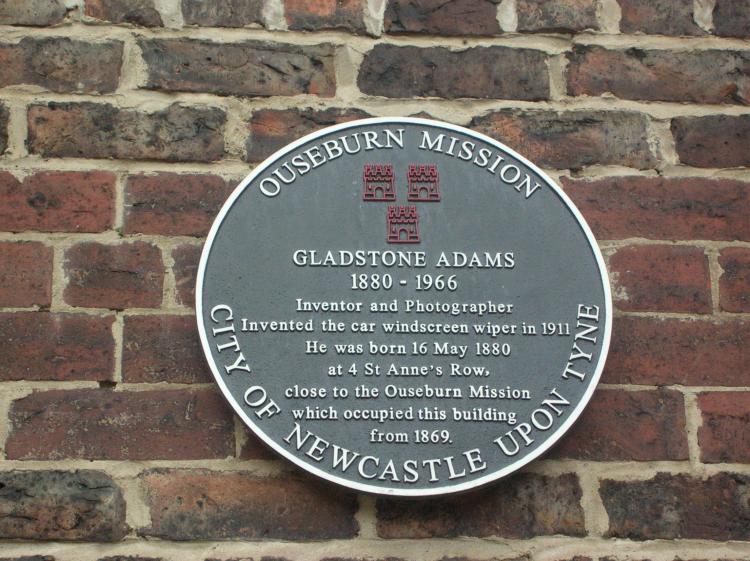 OUSEBURN MISSION
GLADSTONE ADAMS
1880 - 1966
Inventor and Photographer
Invented the car windscreen wiper in 1911
He was born 16 May 1880
at 4 St Anne's Row,
close to the Ouseburn Mission
which occupied this building
from 1869.
CITY OF NEWCASTLE UPON TYNE